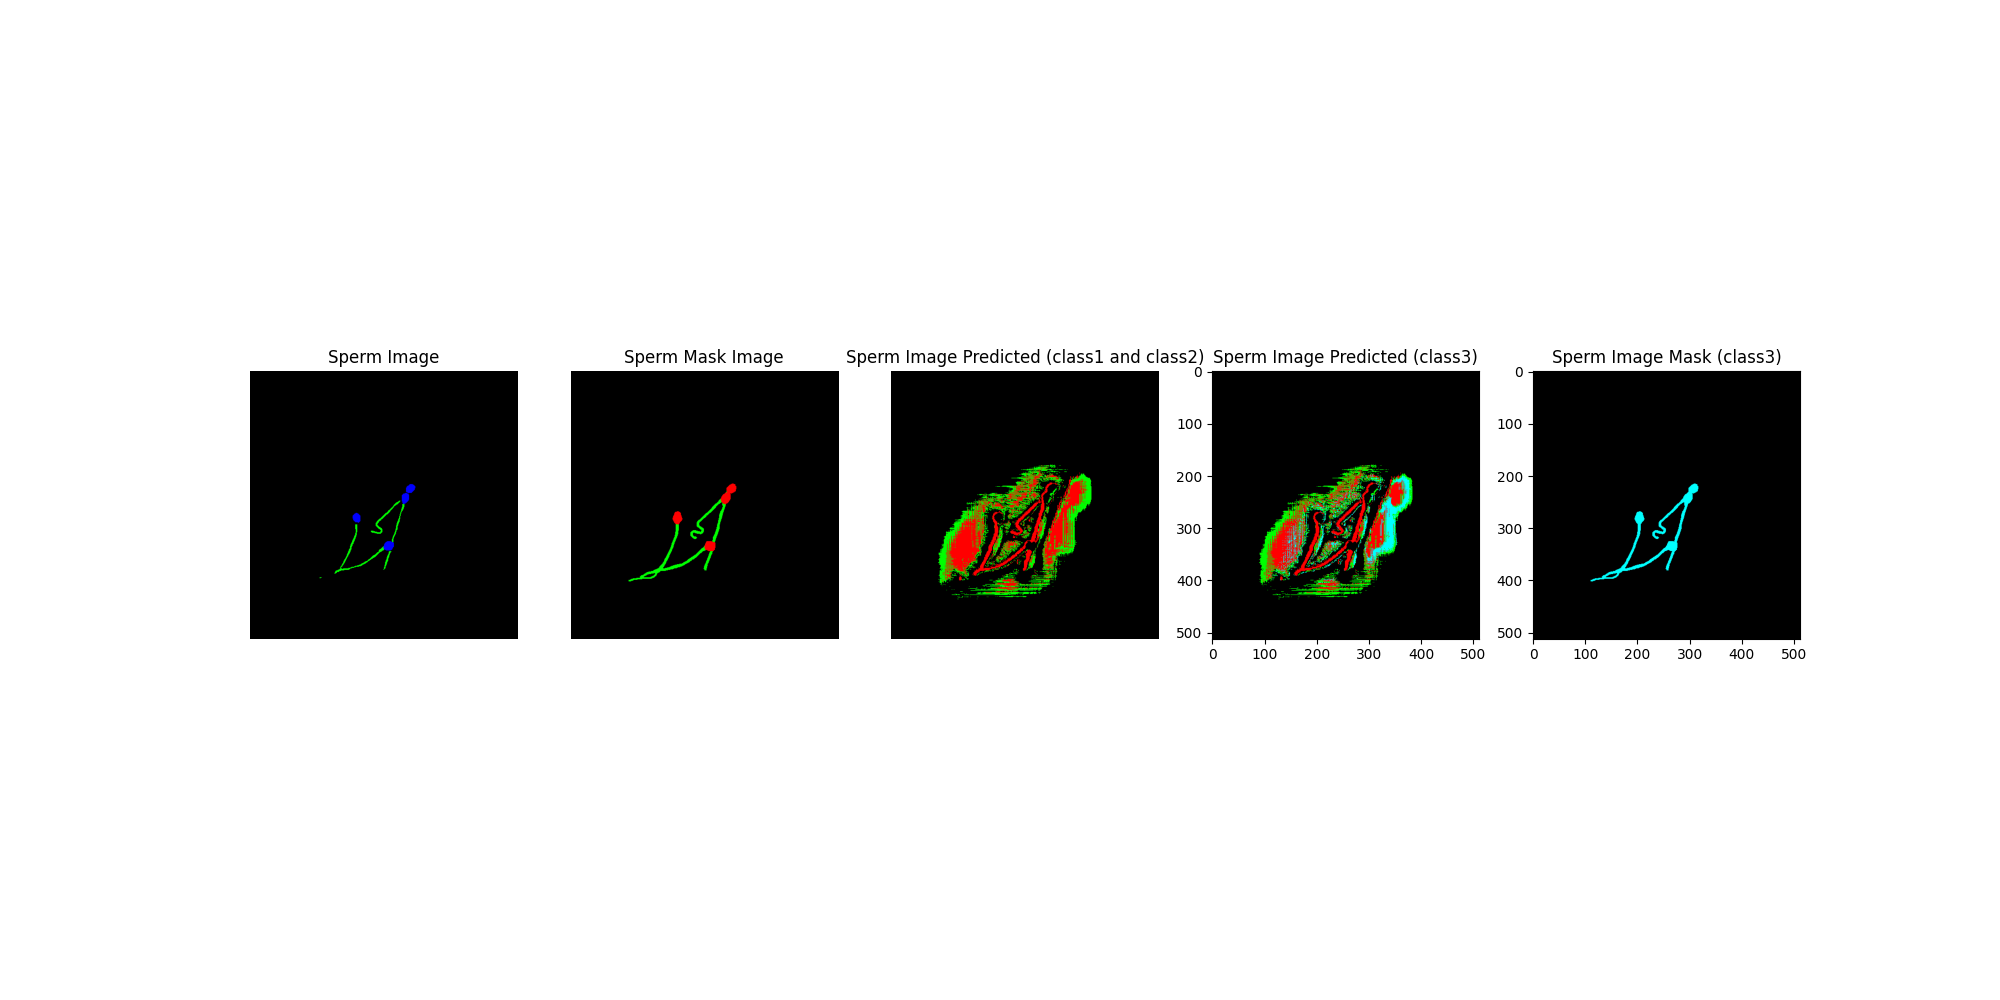 Sperm Image
Sperm Mask Image
Sperm Image Predicted (class1 and class2)
Sperm Image Predicted (class3)
Sperm Image Mask (class3)
0
100
200
300
400
500
0 100 200 300 400 500
0
100
200
300
400
500
0 100 200 300 400 500